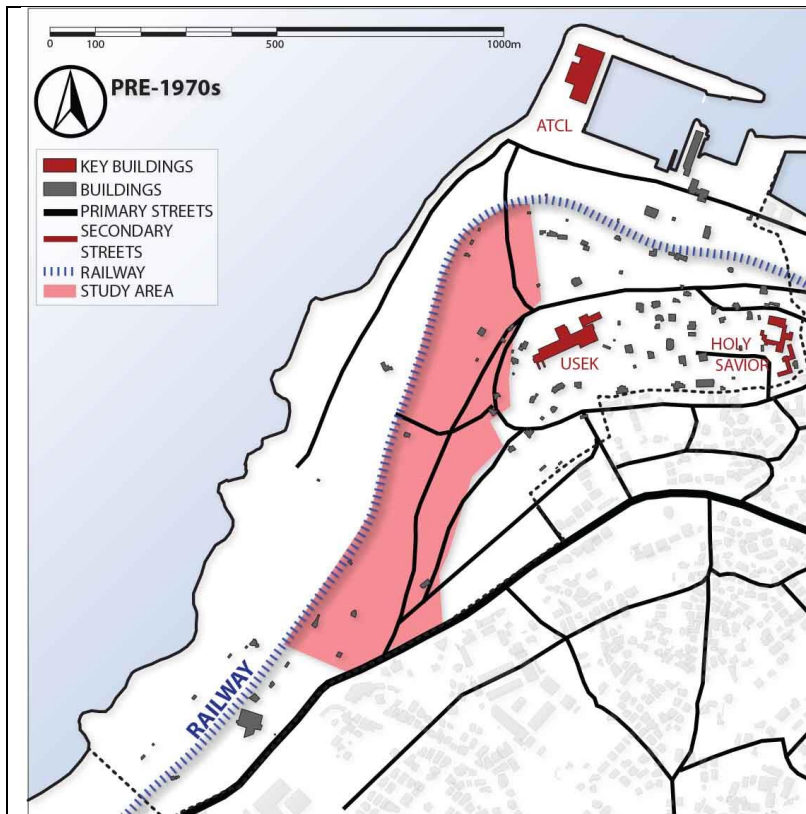 0 100 500 1000m
PRE-1970s
KEY BUILDINGS
BUILDINGS
PRIMARY STREETS
SECONDARY
STREETS
RAILWAY
STUDY AREA
ATCL
USEK
HOLY
SAVIOR
RAILWAY